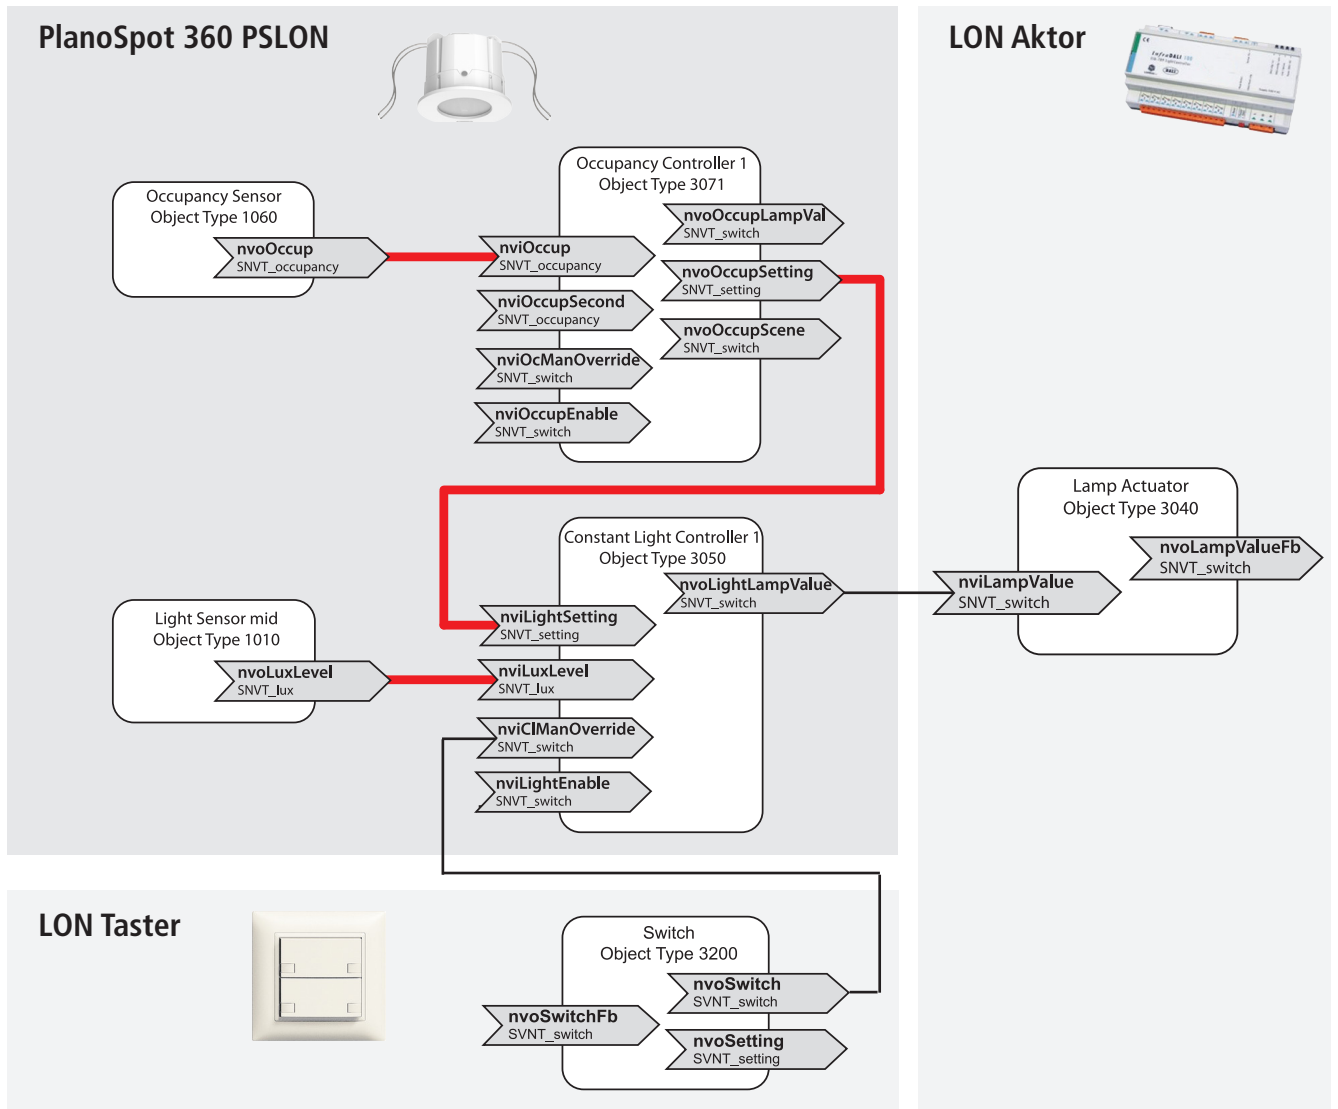 PlanoSpot 360 PSLON
LON Aktor
InfraDALI
DALI
Occupancy Sensor
Object Type 1060
nvoOccup
SNVT_occupancy
Occupancy Controller 1
Object Type 3071
nvoOccupLampVal
SNVT_switch
nviOccup
SNVT_occupancy
nvoOccupSetting
SNVT_setting
nviOccupSecond
SNVT_occupancy
nvoOccupScene
SNVT_switch
nviOcManOverride
SNVT_switch
nviOccupEnable
SNVT_switch
Lamp Actuator
Object Type 3040
nvoLampValueFb
SNVT_switch
nviLampValue
SNVT_switch
Constant Light Controller 1
Object Type 3050
nvoLightLampValue
SNVT_switch
Light Sensor mid
Object Type 1010
nvoLuxLevel
SNVT_lux
nviLightSetting
SNVT_setting
nviLuxLevel
SNVT_lux
nviClManOverride
SNVT_switch
nviLightEnable
SNVT_switch
LON Taster
Switch
Object Type 3200
nvoSwitch
SVNT_switch
nvoSwitchFb
SVNT_switch
nvoSetting
SVNT_setting